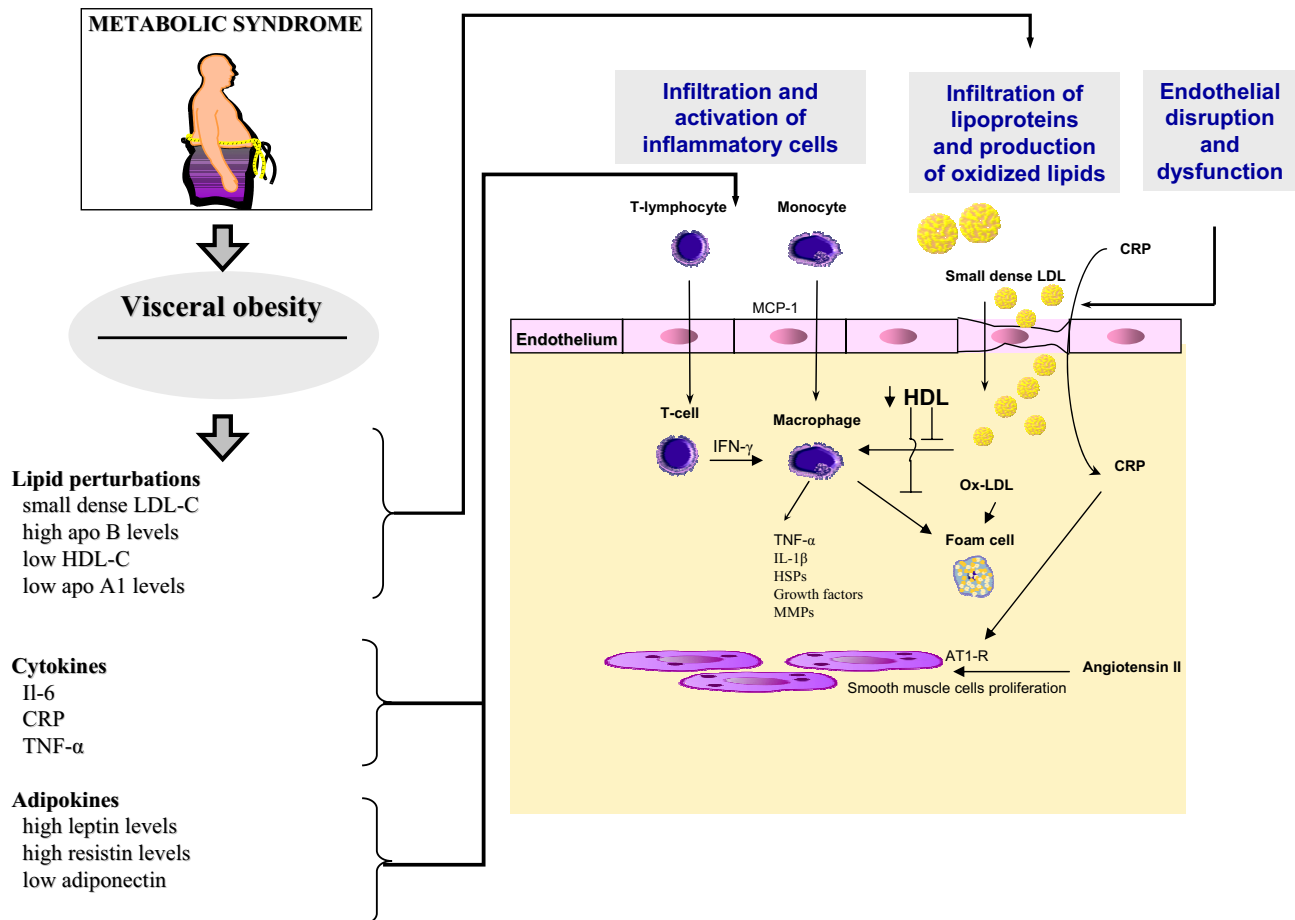 METABOLIC SYNDROME
Visceral obesity
Lipid perturbations
small dense LDL-C
high apo B levels
low HDL-C
low apo A1 levels
Cytokines
Il-6
CRP
TNF-α
Adipokines
high leptin levels
high resistin levels
low adiponectin
Infiltration and
activation of
inflammatory cells
Infiltration of
lipoproteins
and production
of oxidized lipids
Endothelial
disruption
and
dysfunction
T-lymphocyte
Monocyte
Small dense LDL
CRP
MCP-1
Endothelium
HDL
T-cell
Macrophage
IFN-γ
Ox-LDL
CRP
TNF-α
IL-1β
HSPs
Growth factors
MMPs
Foam cell
AT1-R
Angiotensin II
Smooth muscle cells proliferation